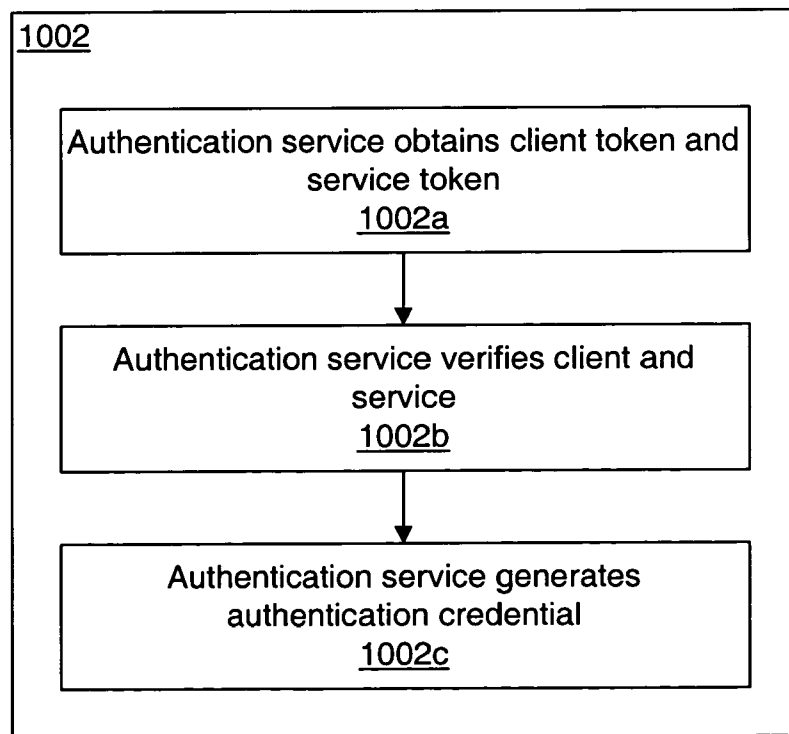 1002
Authentication service obtains client token and
service token
1002a
Authentication service verifies client and
service
1002b
Authentication service generates
authentication credential
1002c